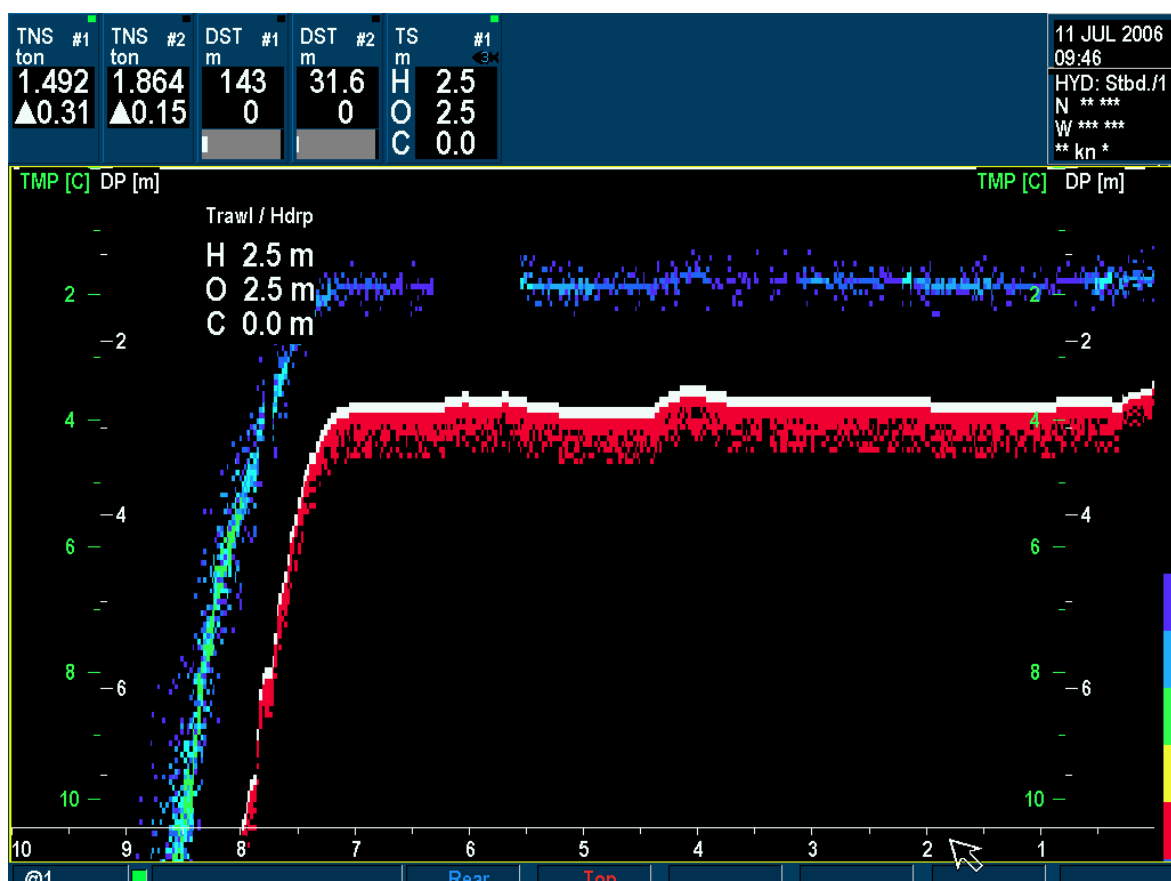 TNS #1 TNS #2 DST #1 DST #2 TS #1 11 JUL 2006
ton ton m m m 3 09:46
1.492 1.864 143 31.6 H 2.5 HYD: Stbd./1
▲0.31 ▲0.15 0 0 O 2.5 N ** ***
C 0.0 W *** ***
** kn *
TMP [C] DP [m] TMP [C] DP [m]
Trawl / Hdrp
H 2.5 m
O 2.5 m
C 0.0 m
2 2
–2 –2
4 4
–4 –4
6 6
8 8
–6 –6
10 10
10 9 8 7 6 5 4 3 2 1
@1 Rear Top